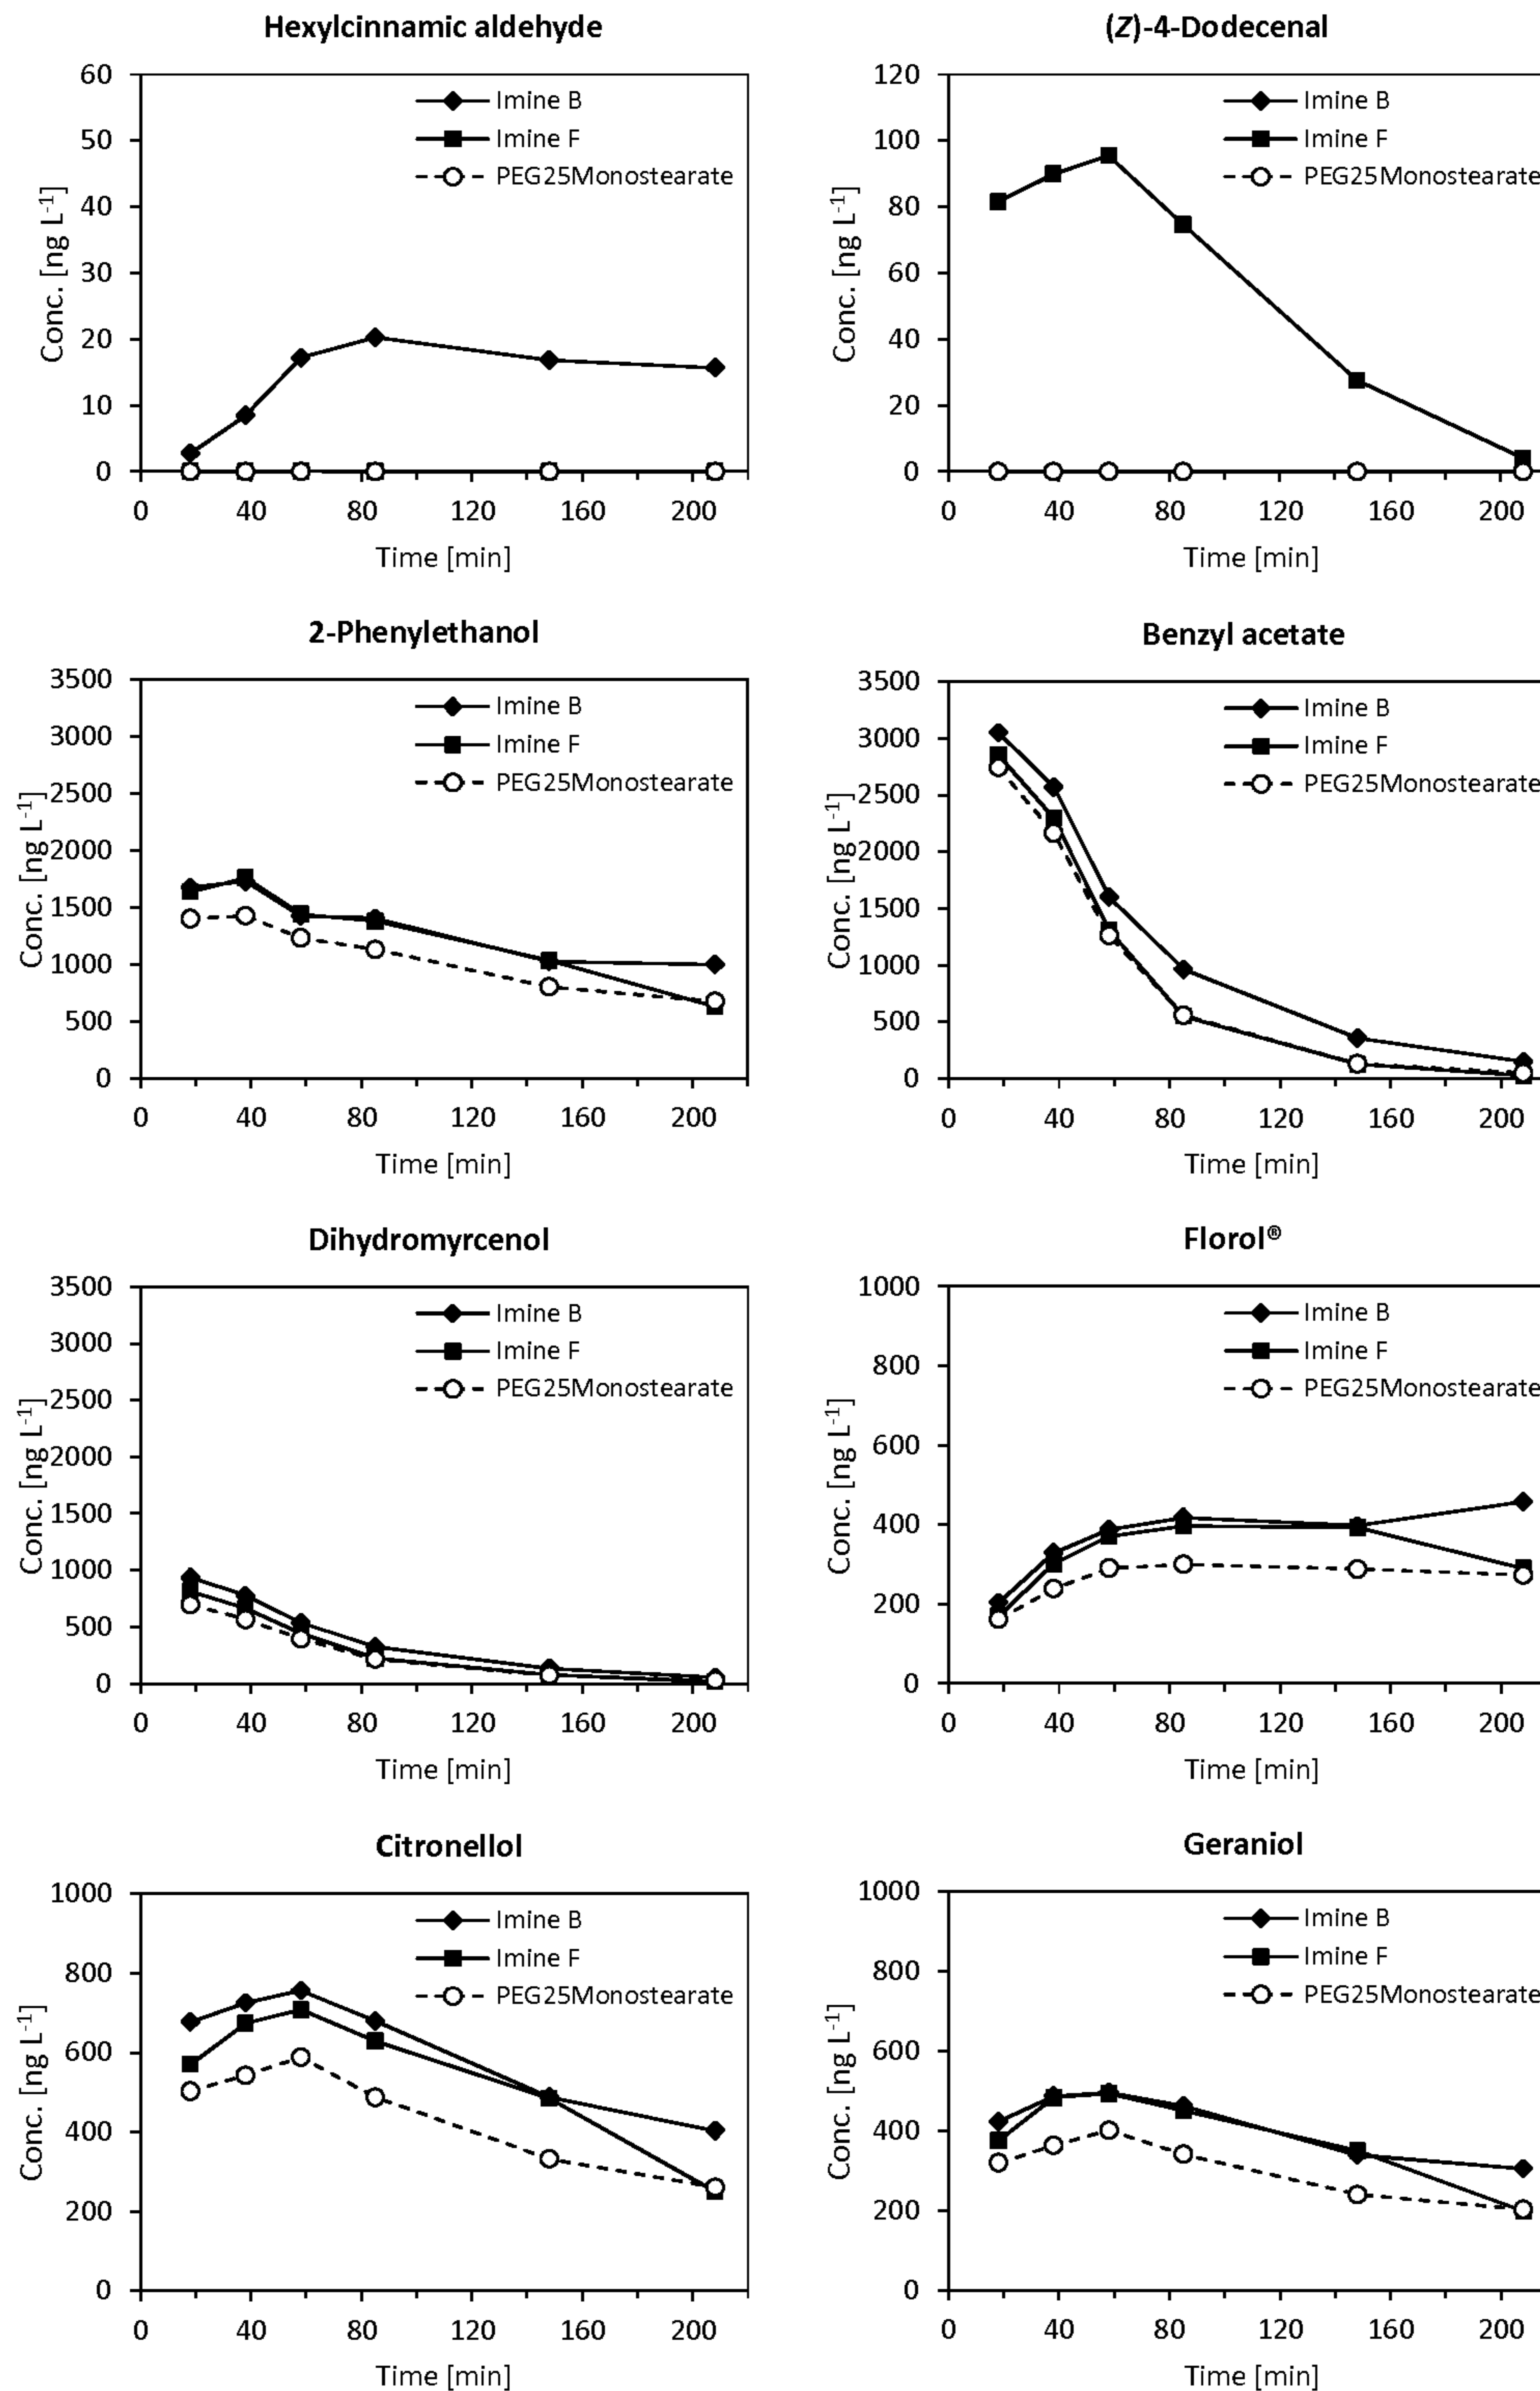 Hexylcinnamic aldehyde
60
50
40
30
20
10
0
Conc. [ng L-1]
Imine B
Imine F
PEG25Monostearate
0 40 80 120 160 200
Time [min]
(Z)-4-Dodecenal
120
100
80
60
40
20
0
Conc. [ng L-1]
Imine B
Imine F
PEG25Monostearate
0 40 80 120 160 200
Time [min]
2-Phenylethanol
3500
3000
2500
2000
1500
1000
500
0
Conc. [ng L-1]
Imine B
Imine F
PEG25Monostearate
0 40 80 120 160 200
Time [min]
Benzyl acetate
3500
3000
2500
2000
1500
1000
500
0
Conc. [ng L-1]
Imine B
Imine F
PEG25Monostearate
0 40 80 120 160 200
Time [min]
Dihydromyrcenol
3500
3000
2500
2000
1500
1000
500
0
Conc. [ng L-1]
Imine B
Imine F
PEG25Monostearate
0 40 80 120 160 200
Time [min]
Florol®
1000
800
600
400
200
0
Conc. [ng L-1]
Imine B
Imine F
PEG25Monostearate
0 40 80 120 160 200
Time [min]
Citronellol
1000
800
600
400
200
0
Conc. [ng L-1]
Imine B
Imine F
PEG25Monostearate
0 40 80 120 160 200
Time [min]
Geraniol
1000
800
600
400
200
0
Conc. [ng L-1]
Imine B
Imine F
PEG25Monostearate
0 40 80 120 160 200
Time [min]